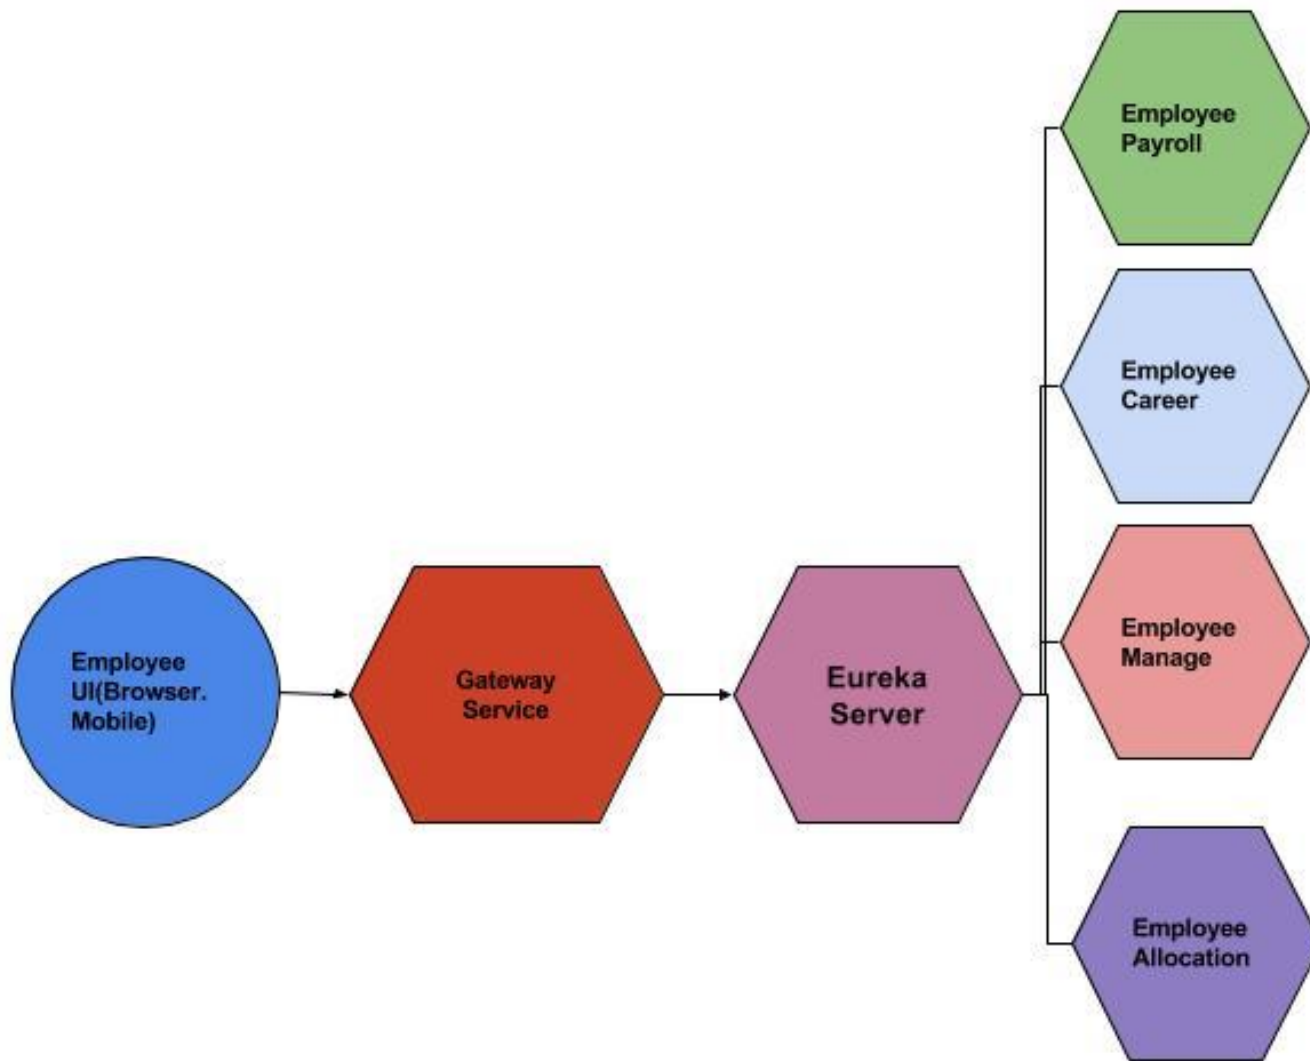 Employee
Payroll
Employee
Career
Employee
Manage
Employee
UI(Browser.
Mobile)
Gateway
Service
Eureka
Server
Employee
Allocation